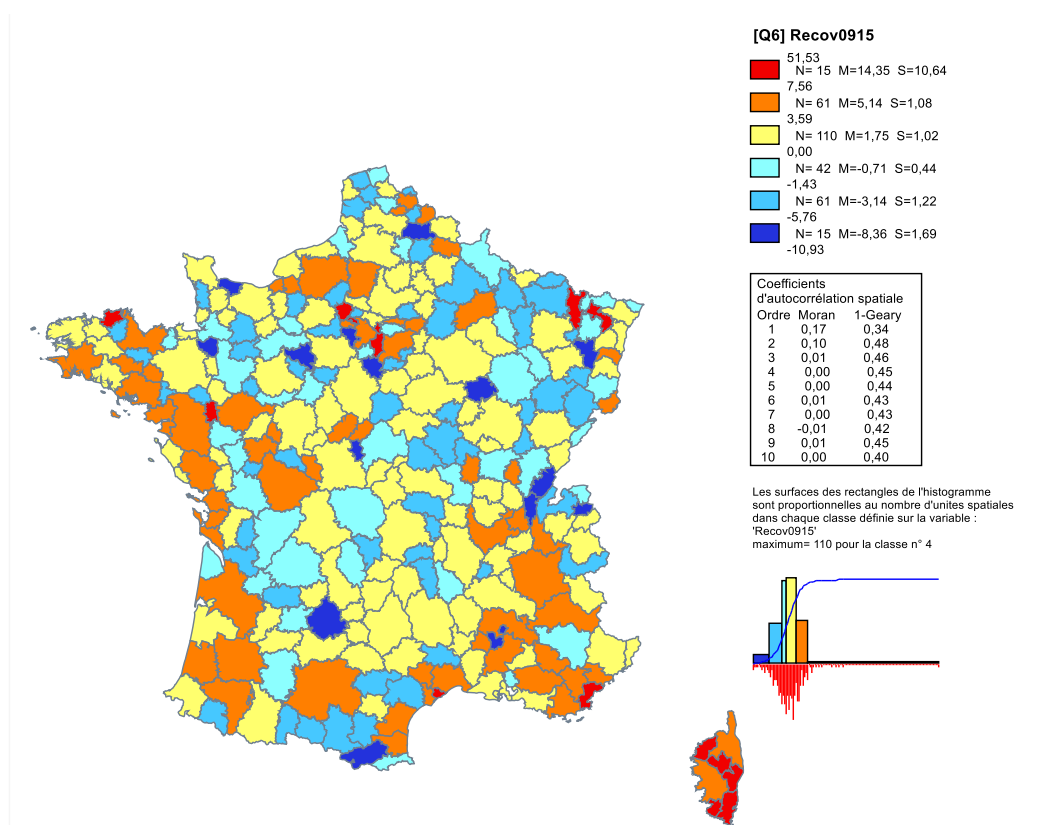 [Q6] Recov0915
51,53
N= 15 M=14,35 S=10,64
7,56
N= 61 M=5,14 S=1,08
3,59
N= 110 M=1,75 S=1,02
0,00
N= 42 M=-0,71 S=0,44
-1,43
N= 61 M=-3,14 S=1,22
-5,76
N= 15 M=-8,36 S=1,69
-10,93
Coefficients
d'autocorrélation spatiale
Ordre Moran 1-Geary
1 0,17 0,34
2 0,10 0,48
3 0,01 0,46
4 0,00 0,45
5 0,00 0,44
6 0,01 0,43
7 0,00 0,43
8 -0,01 0,42
9 0,01 0,45
10 0,00 0,40
Les surfaces des rectangles de l'histogramme
sont proportionnelles au nombre d'unites spatiales
dans chaque classe définie sur la variable :
'Recov0915'
maximum= 110 pour la classe n° 4